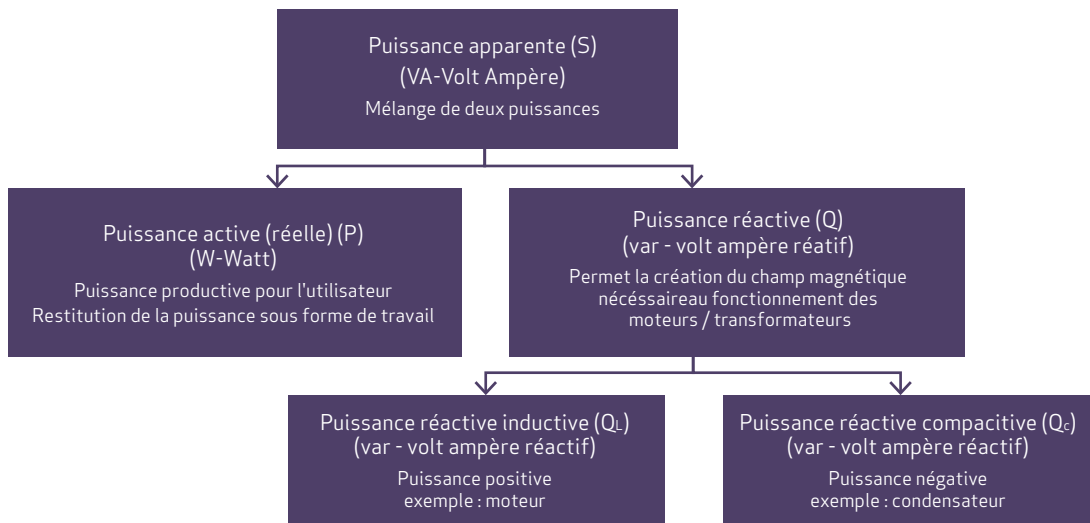 Puissance apparente (S)
(VA-Volt Ampère)
Mélange de deux puissances
Puissance active (réelle) (P)
(W-Watt)
Puissance productive pour l'utilisateur
Restitution de la puissance sous forme de travail
Puissance réactive (Q)
(var - volt ampère réatif)
Permet la création du champ magnétique
nécéssaireau fonctionnement des
moteurs / transformateurs
Puissance réactive inductive (QL)
(var - volt ampère réactif)
Puissance positive
exemple : moteur
Puissance réactive compacitive (Qc)
(var - volt ampère réactif)
Puissance négative
exemple : condensateur